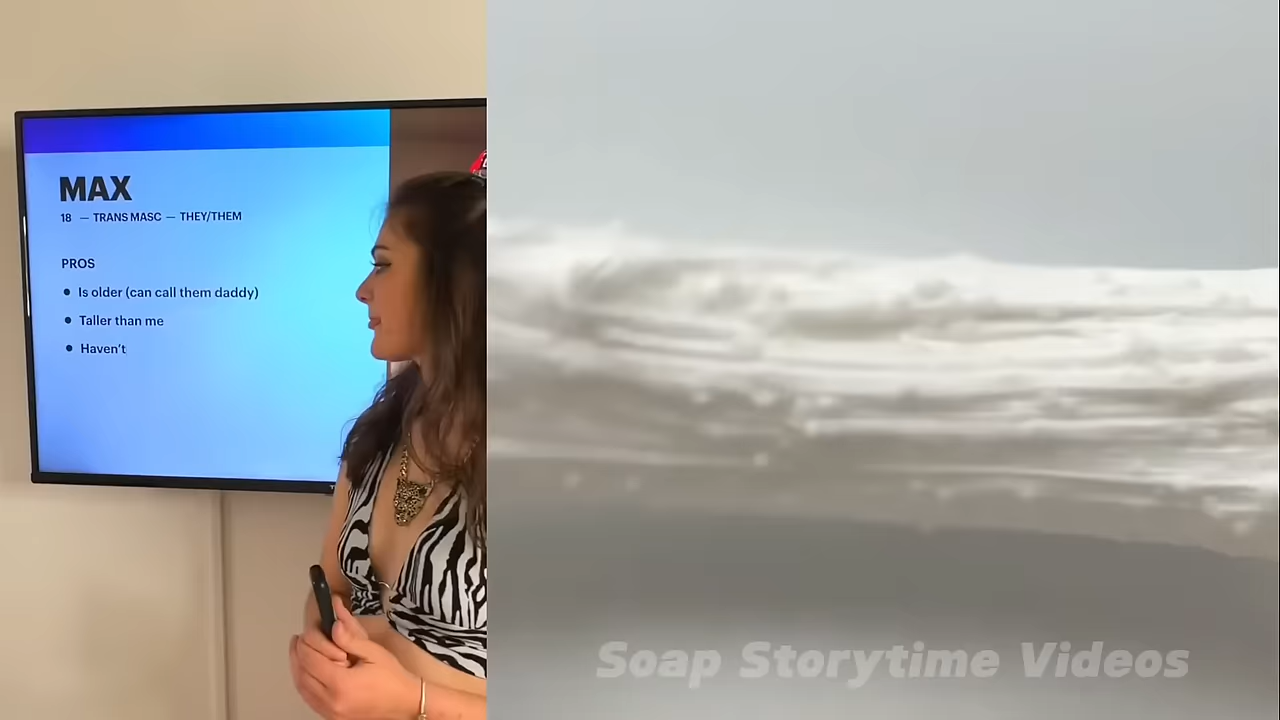 MAX
18 — TRANS MASC — THEY/THEM
PROS
• Is older (can call them daddy)
• Taller than me
• Haven't
Soap Storytime Videos